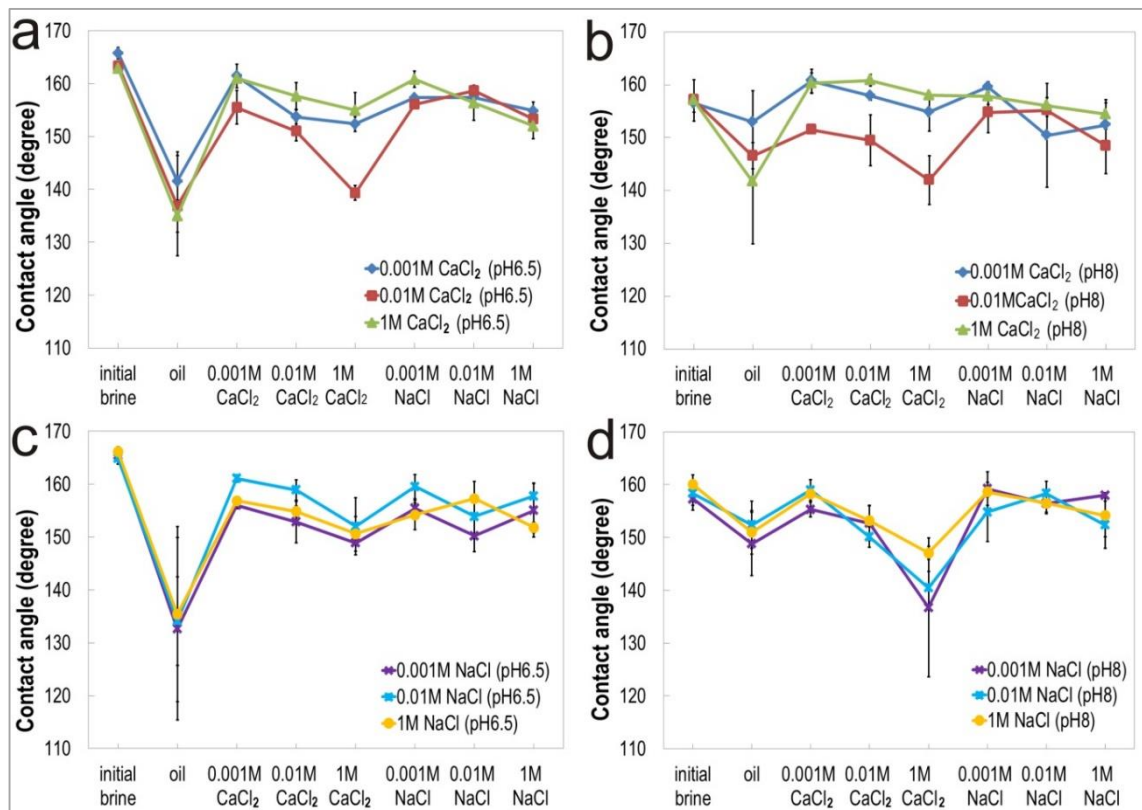 a
Contact angle (degree)
170
160
150
140
130
120
110
0.001M CaCl₂ (pH6.5)
0.01M CaCl₂ (pH6.5)
1M CaCl₂ (pH6.5)
initial oil 0.001M 0.01M 1M 0.001M 0.01M 1M
brine CaCl₂ CaCl₂ CaCl₂ NaCl NaCl NaCl
b
Contact angle (degree)
170
160
150
140
130
120
110
0.001M CaCl₂ (pH8)
0.01MCaCl₂ (pH8)
1M CaCl₂ (pH8)
initial oil 0.001M 0.01M 1M 0.001M 0.01M 1M
brine CaCl₂ CaCl₂ CaCl₂ NaCl NaCl NaCl
c
Contact angle (degree)
170
160
150
140
130
120
110
0.001M NaCl (pH6.5)
0.01M NaCl (pH6.5)
1M NaCl (pH6.5)
initial oil 0.001M 0.01M 1M 0.001M 0.01M 1M
brine CaCl₂ CaCl₂ CaCl₂ NaCl NaCl NaCl
d
Contact angle (degree)
170
160
150
140
130
120
110
0.001M NaCl (pH8)
0.01M NaCl (pH8)
1M NaCl (pH8)
initial oil 0.001M 0.01M 1M 0.001M 0.01M 1M
brine CaCl₂ CaCl₂ CaCl₂ NaCl NaCl NaCl